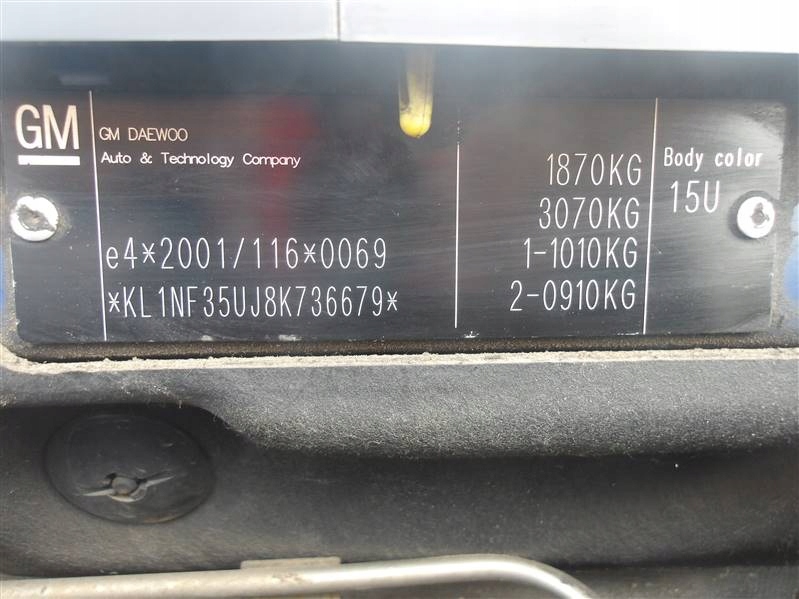 GM
GM DAEWOO
Auto & Technology Company
e4*2001/116*0069
*KL1NF35UJ8K736679*
1870KG
3070KG
1-1010KG
2-0910KG
Body color
15U